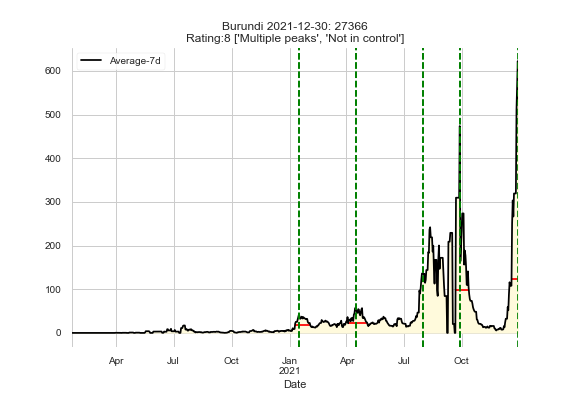 Burundi 2021-12-30: 27366
Rating:8 ['Multiple peaks', 'Not in control']
Average-7d
600
500
400
300
200
100
0
Apr Jul Oct Jan Apr Jul Oct
2021
Date